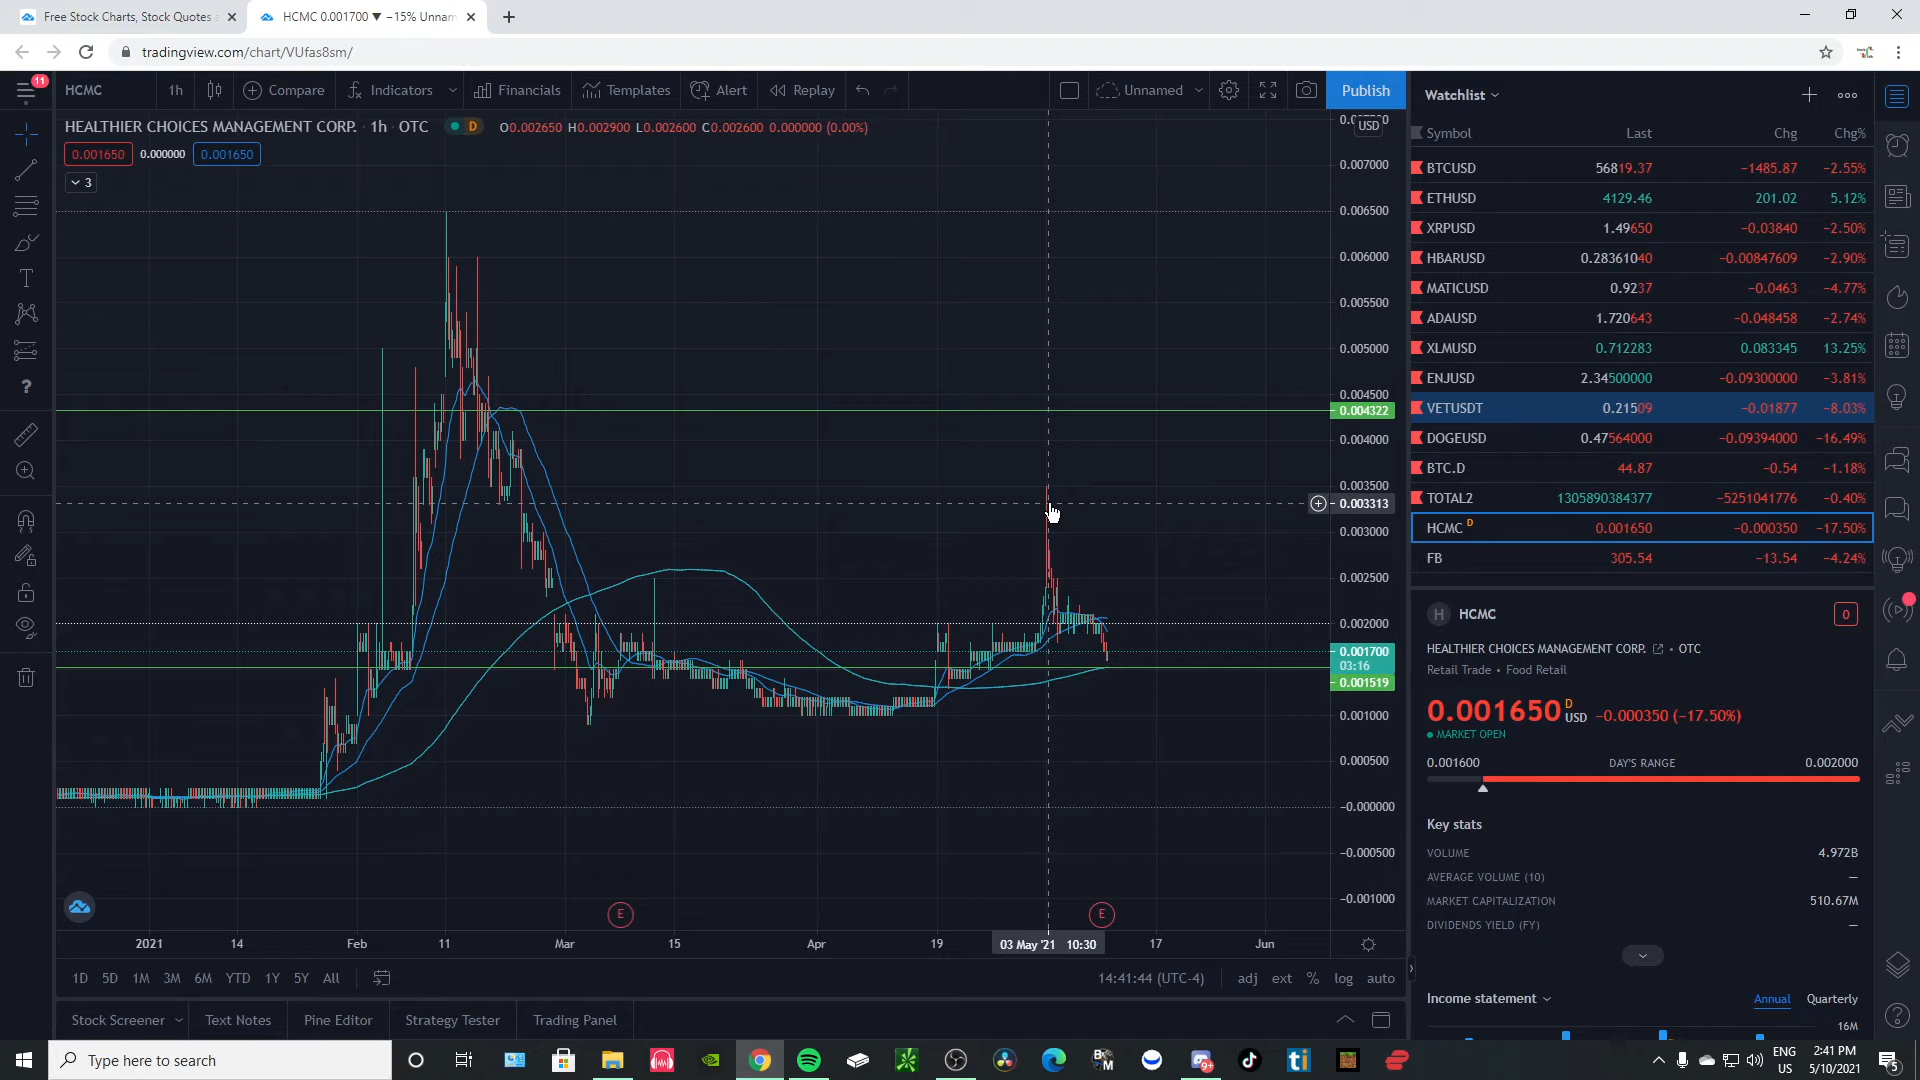 Free Stock Charts, Stock Quotes
HCMC 0.001700 ▼ −15% Unnam
tradingview.com/chart/VUfas8sm/
11
HCMC 1h Compare Indicators Financials Templates Alert Replay Unnamed Publish
HEALTHIER CHOICES MANAGEMENT CORP. · 1h · OTC D O0.002650 H0.002900 L0.002600 C0.002600 0.000000 (0.00%)
0.001650 0.000000 0.001650
3
USD
0.007000
0.006500
0.006000
0.005500
0.005000
0.004500
0.004322
0.004000
0.003500
0.003313
0.003000
0.002500
0.002000
0.001700
03:16
0.001519
0.001000
0.000500
−0.000000
−0.000500
−0.001000
E E
2021 14 Feb 11 Mar 15 Apr 19 03 May '21 10:30 17 Jun
1D 5D 1M 3M 6M YTD 1Y 5Y All 14:41:44 (UTC-4) adj ext % log auto
Stock Screener Text Notes Pine Editor Strategy Tester Trading Panel
Watchlist
Symbol Last Chg Chg%
BTCUSD 56819.37 −1485.87 −2.55%
ETHUSD 4129.46 201.02 5.12%
XRPUSD 1.49650 −0.03840 −2.50%
HBARUSD 0.28361040 −0.00847609 −2.90%
MATICUSD 0.9237 −0.0463 −4.77%
ADAUSD 1.720643 −0.048458 −2.74%
XLMUSD 0.712283 0.083345 13.25%
ENJUSD 2.34500000 −0.09300000 −3.81%
VETUSDT 0.21509 −0.01877 −8.03%
DOGEUSD 0.47564000 −0.09394000 −16.49%
BTC.D 44.87 −0.54 −1.18%
TOTAL2 1305890384377 −5251041776 −0.40%
HCMC D 0.001650 −0.000350 −17.50%
FB 305.54 −13.54 −4.24%
H HCMC 0
HEALTHIER CHOICES MANAGEMENT CORP. • OTC
Retail Trade • Food Retail
0.001650 D USD −0.000350 (−17.50%)
MARKET OPEN
0.001600 DAY'S RANGE 0.002000
Key stats
VOLUME 4.972B
AVERAGE VOLUME (10) —
MARKET CAPITALIZATION 510.67M
DIVIDENDS YIELD (FY) —
Income statement Annual Quarterly
16M
Type here to search
9+
ENG
US
2:41 PM
5/10/2021
5